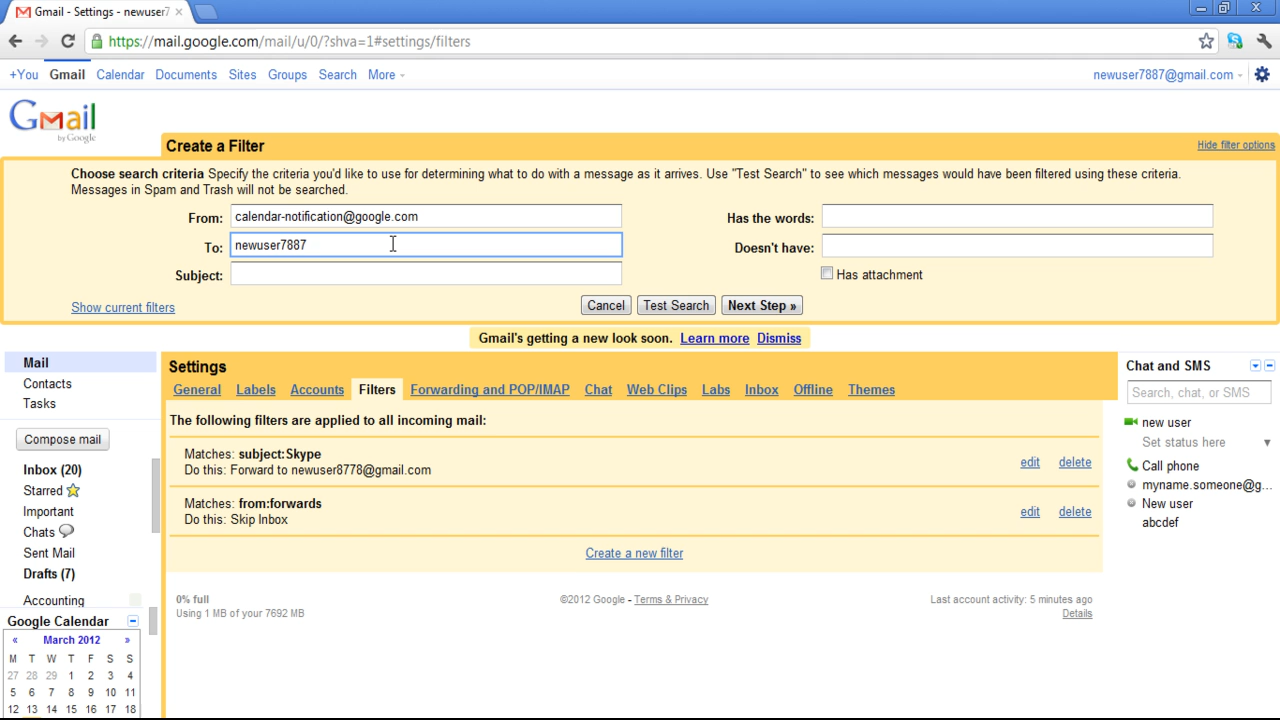 Gmail - Settings - newuser7
https://mail.google.com/mail/u/0/?shva=1#settings/filters
+You Gmail Calendar Documents Sites Groups Search More
newuser7887@gmail.com
Gmail
by Google
Create a Filter
Hide filter options
Choose search criteria Specify the criteria you'd like to use for determining what to do with a message as it arrives. Use "Test Search" to see which messages would have been filtered using these criteria.
Messages in Spam and Trash will not be searched.
From: calendar-notification@google.com
Has the words:
To: newuser7887
Doesn't have:
Subject:
Has attachment
Show current filters
Cancel Test Search Next Step »
Gmail's getting a new look soon. Learn more Dismiss
Mail
Contacts
Tasks
Compose mail
Inbox (20)
Starred
Important
Chats
Sent Mail
Drafts (7)
Accounting
Google Calendar
« March 2012 »
M T W T F S S
27 28 29 1 2 3 4
5 6 7 8 9 10 11
12 13 14 15 16 17 18
Settings
General Labels Accounts Filters Forwarding and POP/IMAP Chat Web Clips Labs Inbox Offline Themes
The following filters are applied to all incoming mail:
Matches: subject:Skype
Do this: Forward to newuser8778@gmail.com
edit delete
Matches: from:forwards
Do this: Skip Inbox
edit delete
Create a new filter
0% full
Using 1 MB of your 7692 MB
©2012 Google - Terms & Privacy
Last account activity: 5 minutes ago
Details
Chat and SMS
Search, chat, or SMS
new user
Set status here
Call phone
myname.someone@g...
New user
abcdef